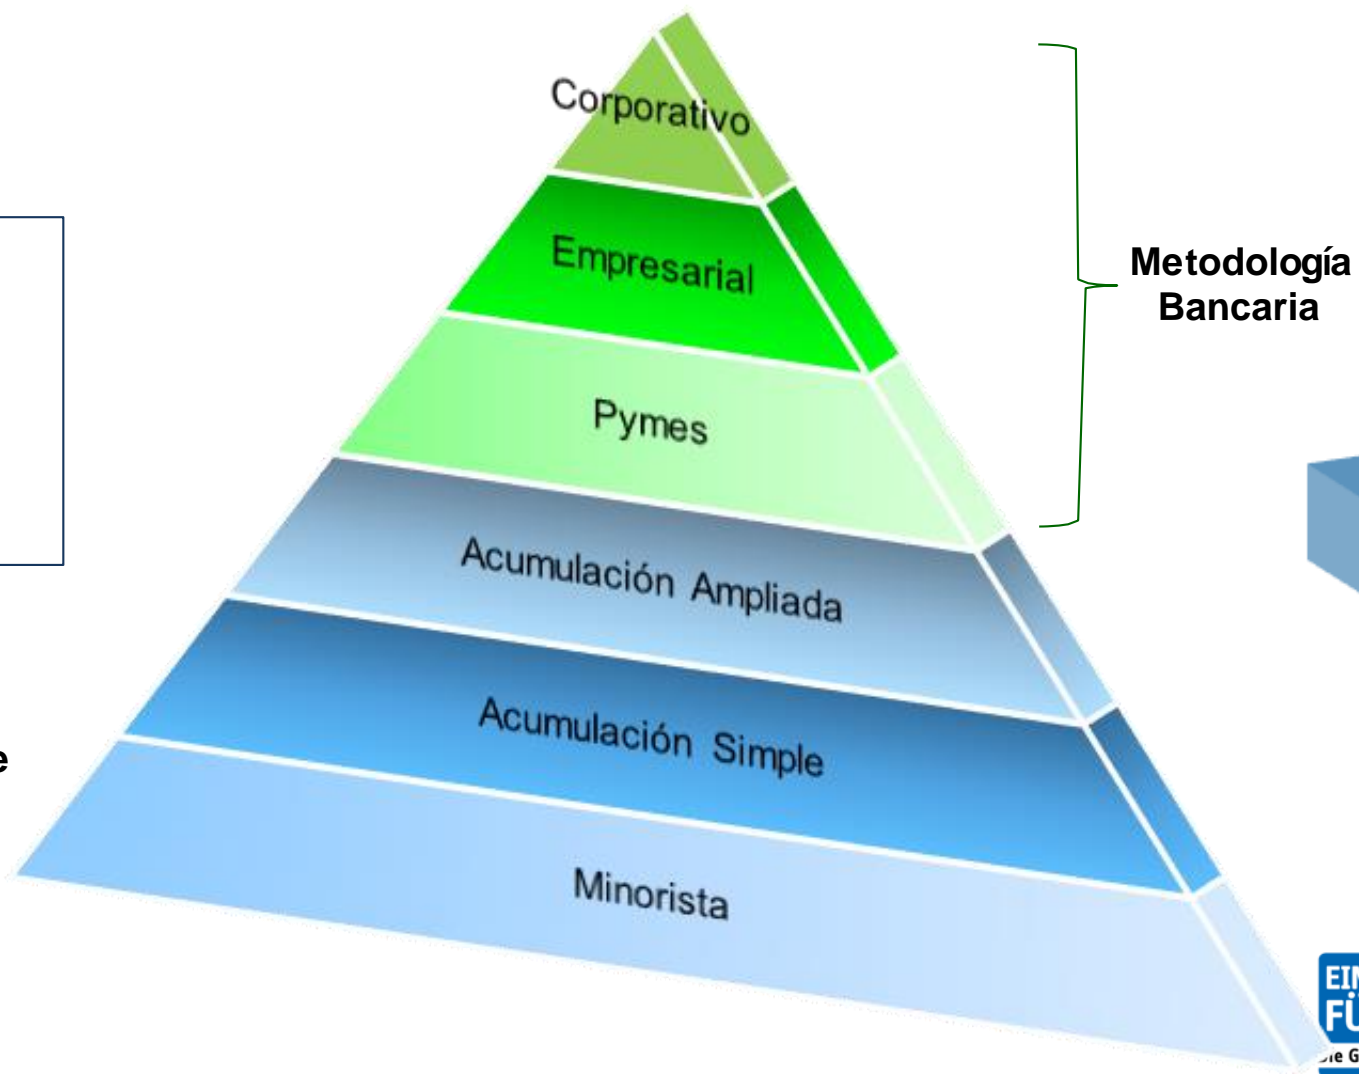 Corporativo
Empresarial
Metodología
Bancaria
Pymes
Acumulación Ampliada
Acumulación Simple
Minorista